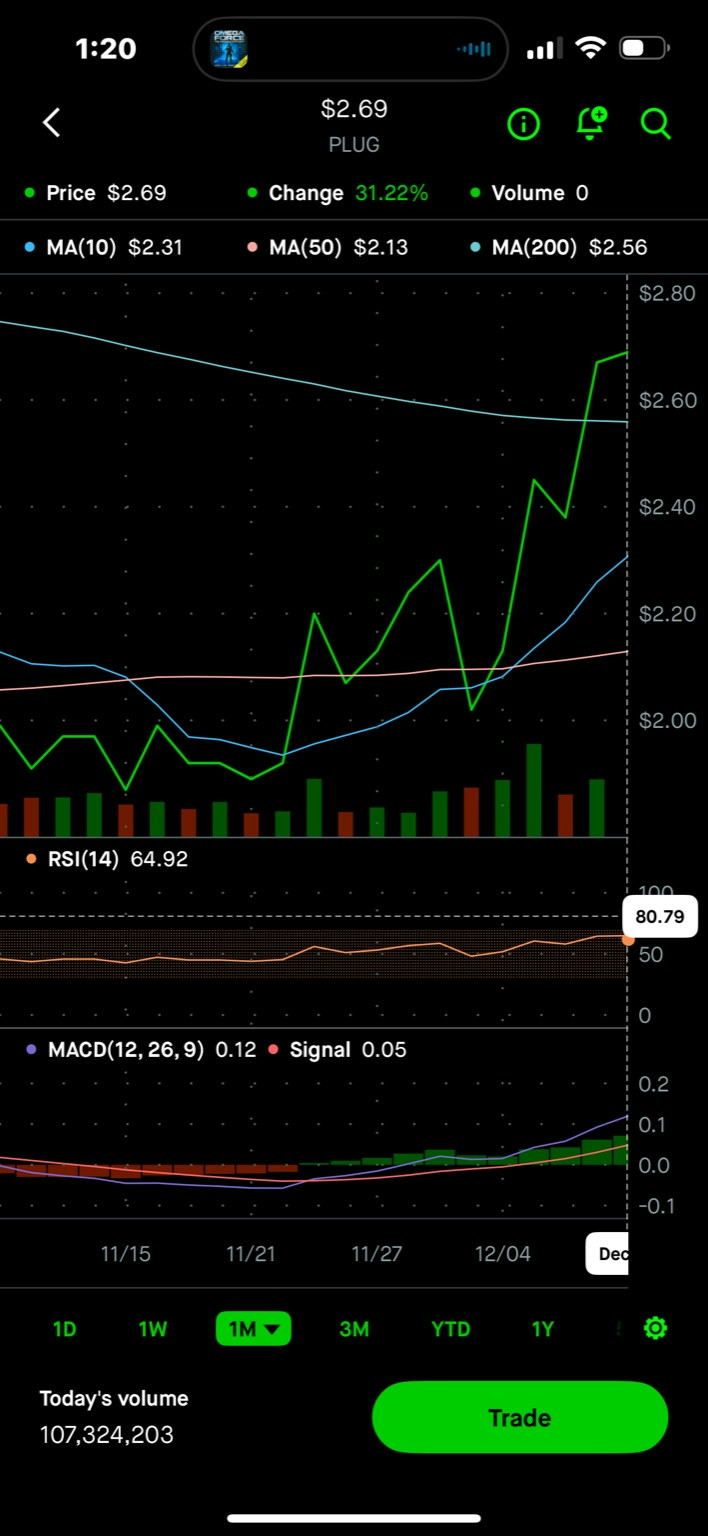 1:20
OMEGA
FORCE
$2.69
PLUG
Price $2.69 Change 31.22% Volume 0
MA(10) $2.31 MA(50) $2.13 MA(200) $2.56
$2.80
$2.60
$2.40
$2.20
$2.00
RSI(14) 64.92
100
80.79
50
0
MACD(12, 26, 9) 0.12 Signal 0.05
0.2
0.1
0.0
-0.1
11/15 11/21 11/27 12/04 Dec
1D 1W 1M 3M YTD 1Y
Today's volume
107,324,203
Trade